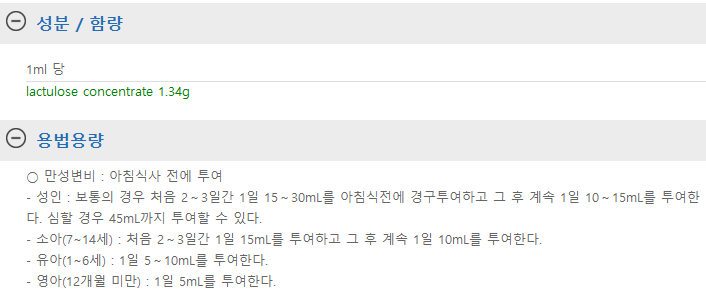 성분 / 함량
1ml 당
lactulose concentrate 1.34g
용법용량
○ 만성변비 : 아침식사 전에 투여
- 성인 : 보통의 경우 처음 2～3일간 1일 15～30mL를 아침식전에 경구투여하고 그 후 계속 1일 10～15mL를 투여한
다. 심할 경우 45mL까지 투여할 수 있다.
- 소아(7~14세) : 처음 2～3일간 1일 15mL를 투여하고 그 후 계속 1일 10mL를 투여한다.
- 유아(1~6세) : 1일 5～10mL를 투여한다.
- 영아(12개월 미만) : 1일 5mL를 투여한다.